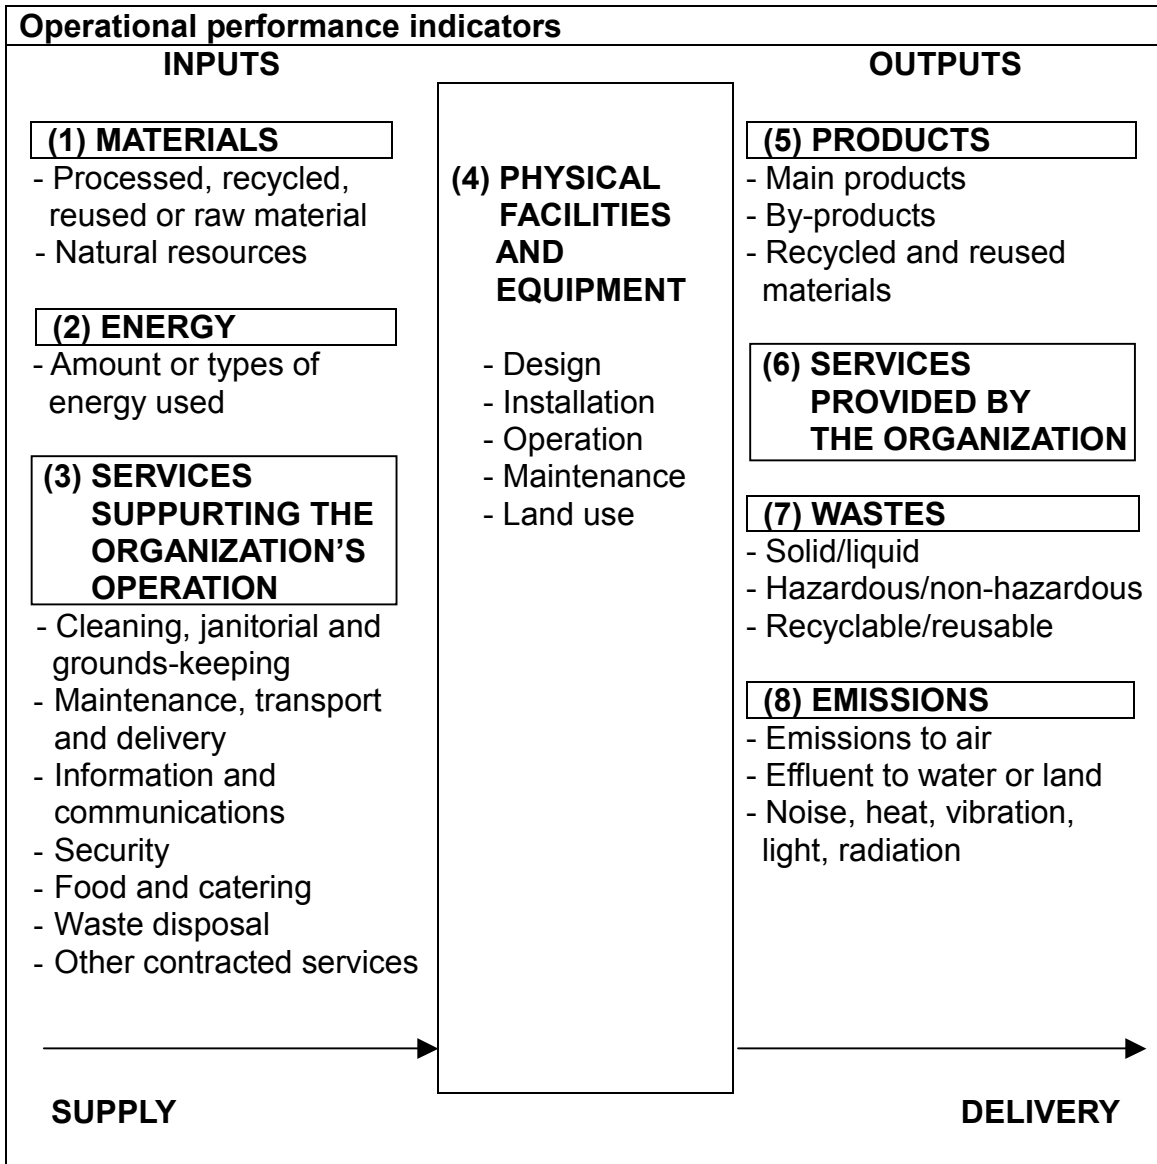 Operational performance indicators
INPUTS
(1) MATERIALS
- Processed, recycled,
reused or raw material
- Natural resources
(2) ENERGY
- Amount or types of
energy used
(3) SERVICES
SUPPURTING THE
ORGANIZATION'S
OPERATION
- Cleaning, janitorial and
grounds-keeping
- Maintenance, transport
and delivery
- Information and
communications
- Security
- Food and catering
- Waste disposal
- Other contracted services
SUPPLY
(4) PHYSICAL
FACILITIES
AND
EQUIPMENT
- Design
- Installation
- Operation
- Maintenance
- Land use
OUTPUTS
(5) PRODUCTS
- Main products
- By-products
- Recycled and reused
materials
(6) SERVICES
PROVIDED BY
THE ORGANIZATION
(7) WASTES
- Solid/liquid
- Hazardous/non-hazardous
- Recyclable/reusable
(8) EMISSIONS
- Emissions to air
- Effluent to water or land
- Noise, heat, vibration,
light, radiation
DELIVERY